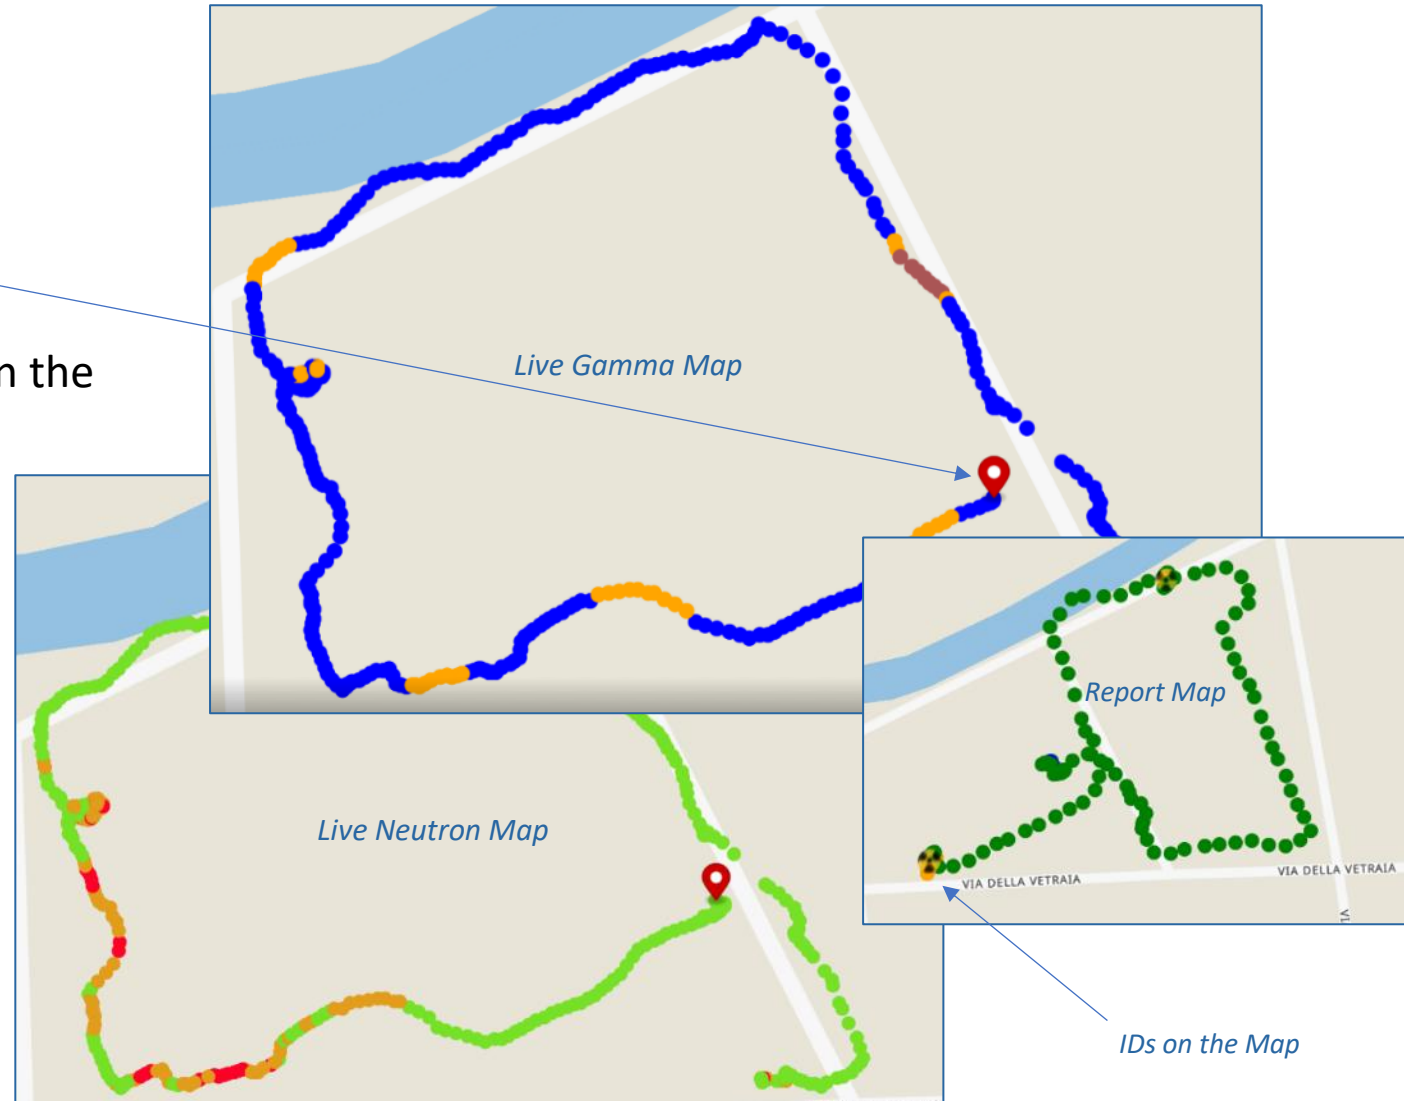 Live Gamma Map
the
Report Map
Live Neutron Map
VIA DELLA VETRAIA
VIA DELLA VETRAIA
IDs on the Map